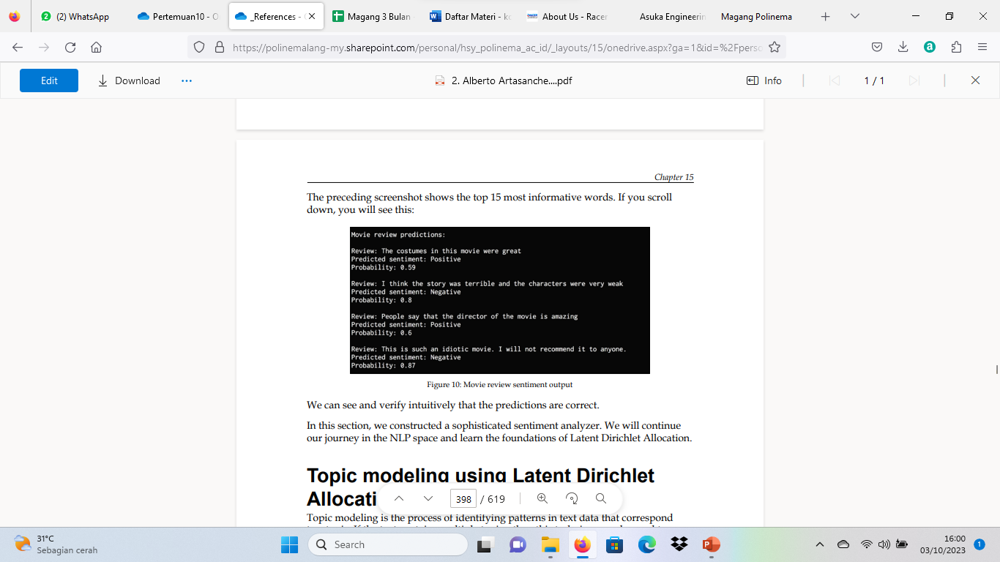 (2) WhatsApp
Pertemuan10 - O
_References - 
Magang 3 Bulan
Daftar Materi - ko
About Us - Racer
Asuka Engineerin
Magang Polinema
https://polinemalang-my.sharepoint.com/personal/hsy_polinema_ac_id/_layouts/15/onedrive.aspx?ga=1&id=%2Fperso
Edit
Download
2. Alberto Artasanche....pdf
Info
1 / 1
Chapter 15
The preceding screenshot shows the top 15 most informative words. If you scroll
down, you will see this:
Movie review predictions:
Review: The costumes in this movie were great
Predicted sentiment: Positive
Probability: 0.59
Review: I think the story was terrible and the characters were very weak
Predicted sentiment: Negative
Probability: 0.8
Review: People say that the director of the movie is amazing
Predicted sentiment: Positive
Probability: 0.6
Review: This is such an idiotic movie. I will not recommend it to anyone.
Predicted sentiment: Negative
Probability: 0.87
Figure 10: Movie review sentiment output
We can see and verify intuitively that the predictions are correct.
In this section, we constructed a sophisticated sentiment analyzer. We will continue
our journey in the NLP space and learn the foundations of Latent Dirichlet Allocation.
Topic modeling using Latent Dirichlet
Allocati
398 / 619
Topic modeling is the process of identifying patterns in text data that correspond
31°C
Sebagian cerah
Search
16:00
03/10/2023
1